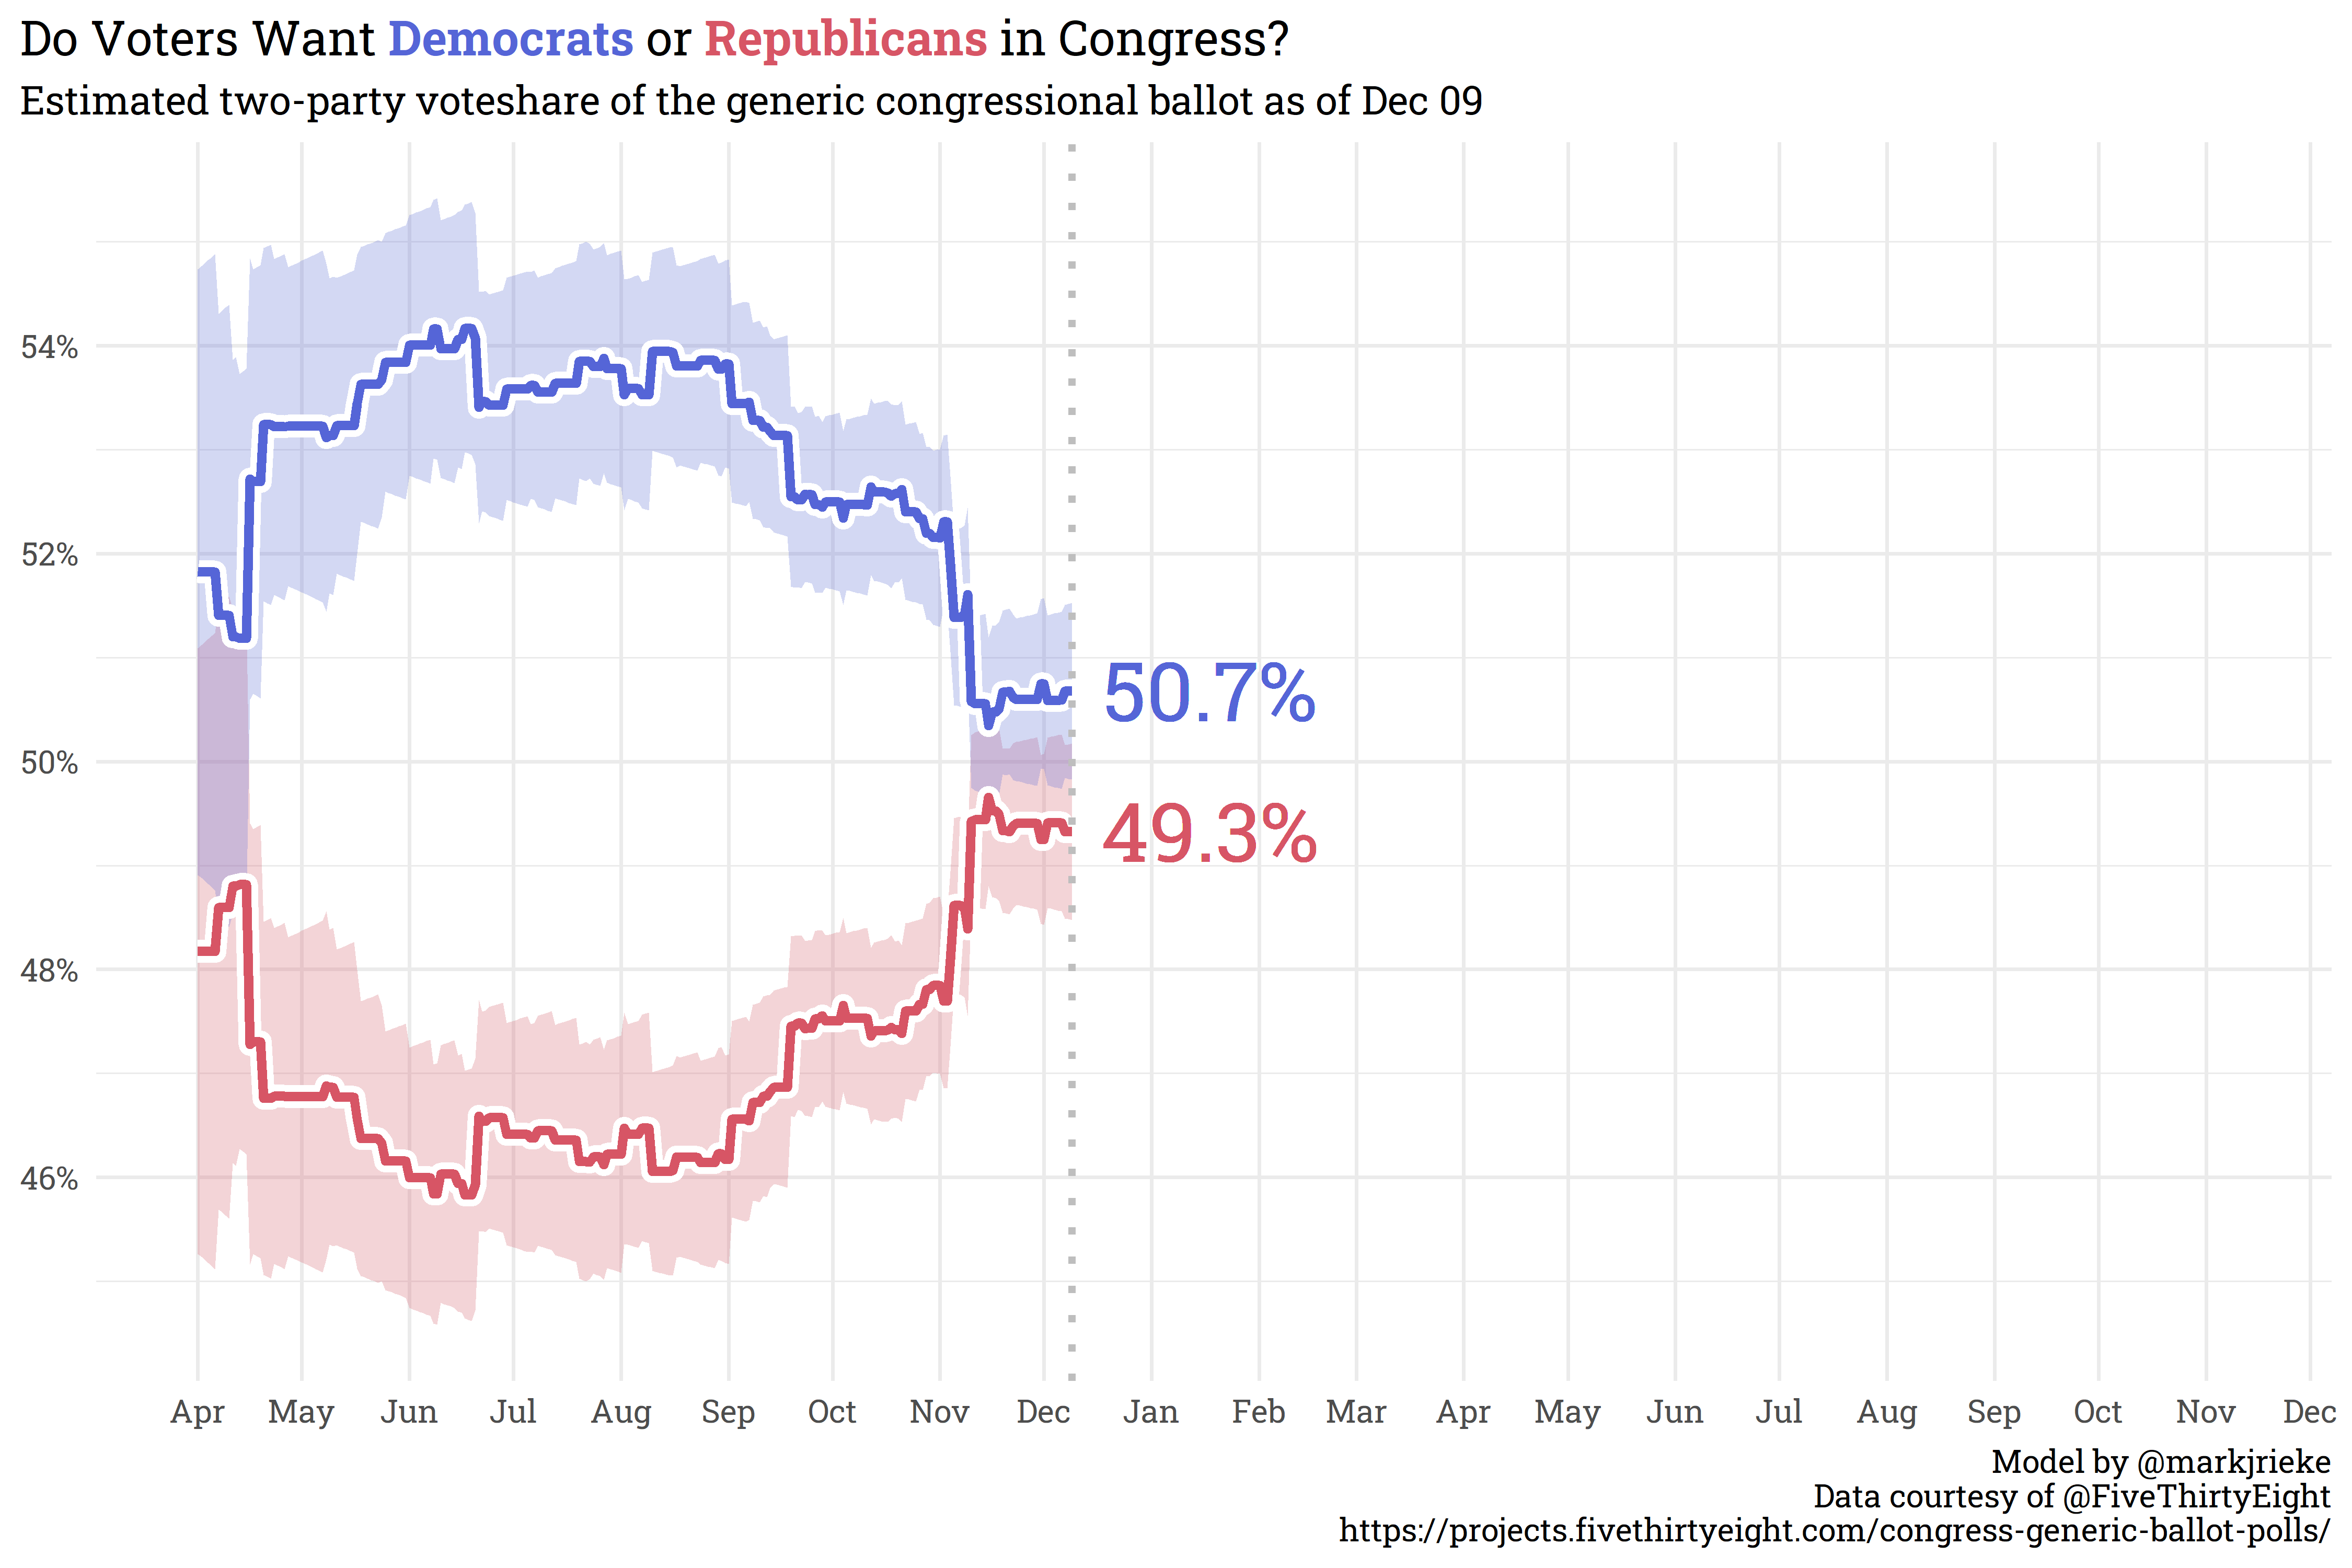 Do Voters Want Democrats or Republicans in Congress?
Estimated two-party voteshare of the generic congressional ballot as of Dec 09
54%
52%
50%
48%
46%
50.7%
49.3%
Apr May Jun Jul Aug Sep Oct Nov Dec Jan Feb Mar Apr May Jun Jul Aug Sep Oct Nov Dec
Model by @markjrieke
Data courtesy of @FiveThirtyEight
https://projects.fivethirtyeight.com/congress-generic-ballot-polls/